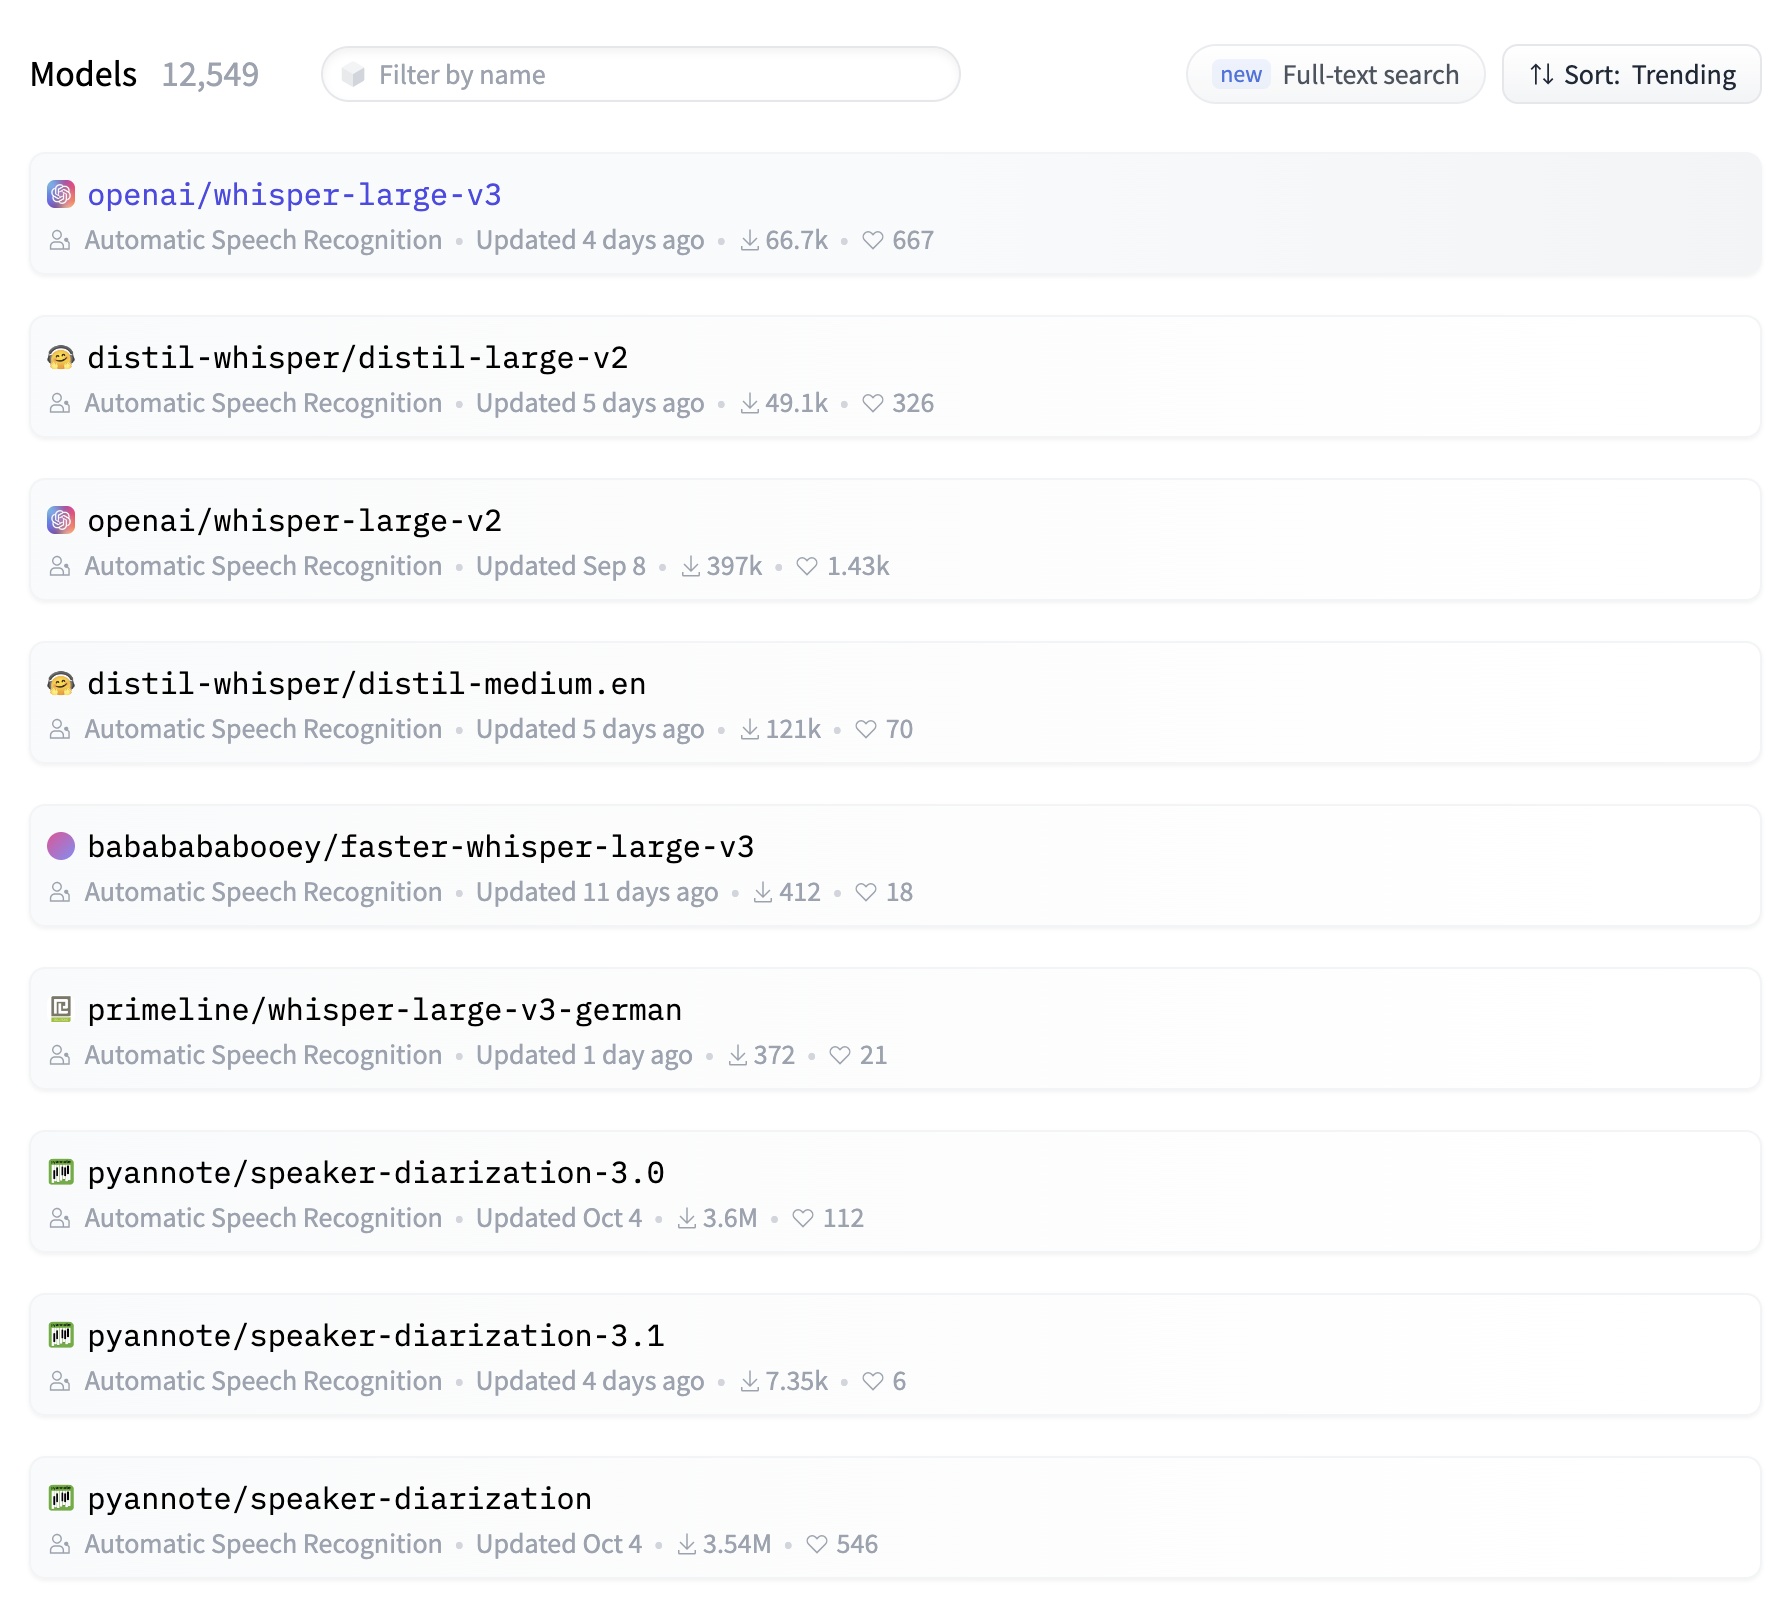 Models 12,549 Filter by name new Full-text search Sort: Trending
openai/whisper-large-v3
Automatic Speech Recognition • Updated 4 days ago • 66.7k • 667
distil-whisper/distil-large-v2
Automatic Speech Recognition • Updated 5 days ago • 49.1k • 326
openai/whisper-large-v2
Automatic Speech Recognition • Updated Sep 8 • 397k • 1.43k
distil-whisper/distil-medium.en
Automatic Speech Recognition • Updated 5 days ago • 121k • 70
babababababooey/faster-whisper-large-v3
Automatic Speech Recognition • Updated 11 days ago • 412 • 18
primeline/whisper-large-v3-german
Automatic Speech Recognition • Updated 1 day ago • 372 • 21
pyannote/speaker-diarization-3.0
Automatic Speech Recognition • Updated Oct 4 • 3.6M • 112
pyannote/speaker-diarization-3.1
Automatic Speech Recognition • Updated 4 days ago • 7.35k • 6
pyannote/speaker-diarization
Automatic Speech Recognition • Updated Oct 4 • 3.54M • 546